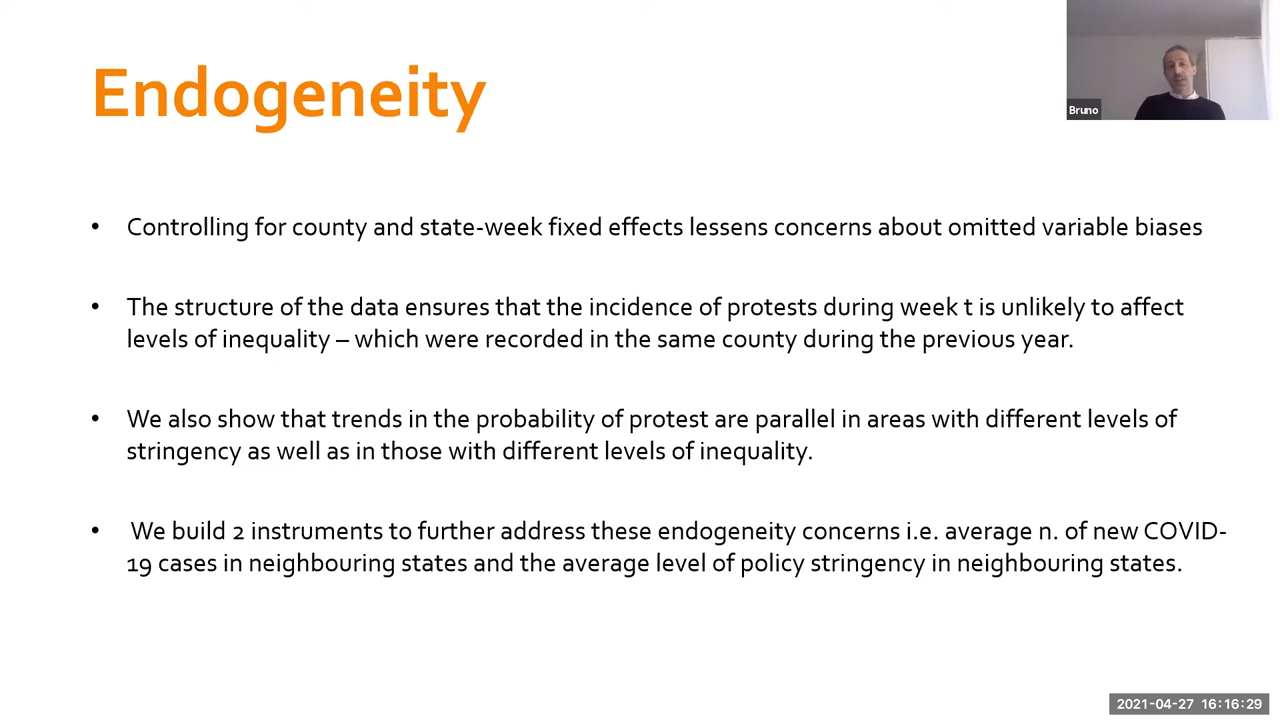 Endogeneity
Bruno
• Controlling for county and state-week fixed effects lessens concerns about omitted variable biases
• The structure of the data ensures that the incidence of protests during week t is unlikely to affect
levels of inequality – which were recorded in the same county during the previous year.
• We also show that trends in the probability of protest are parallel in areas with different levels of
stringency as well as in those with different levels of inequality.
• We build 2 instruments to further address these endogeneity concerns i.e. average n. of new COVID-
19 cases in neighbouring states and the average level of policy stringency in neighbouring states.
2021-04-27 16:16:29